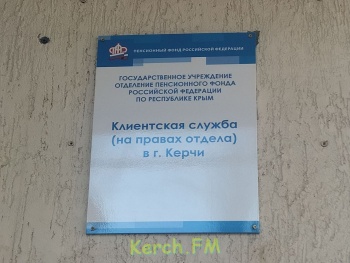 ПЕНСИОННЫЙ ФОНД РОССИЙСКОЙ ФЕДЕРАЦИИ
ГОСУДАРСТВЕННОЕ УЧРЕЖДЕНИЕ
ОТДЕЛЕНИЕ ПЕНСИОННОГО ФОНДА
РОССИЙСКОЙ ФЕДЕРАЦИИ
ПО РЕСПУБЛИКЕ КРЫМ
Клиентская служба
(на правах отдела)
в г. Керчи
Kerch.FM